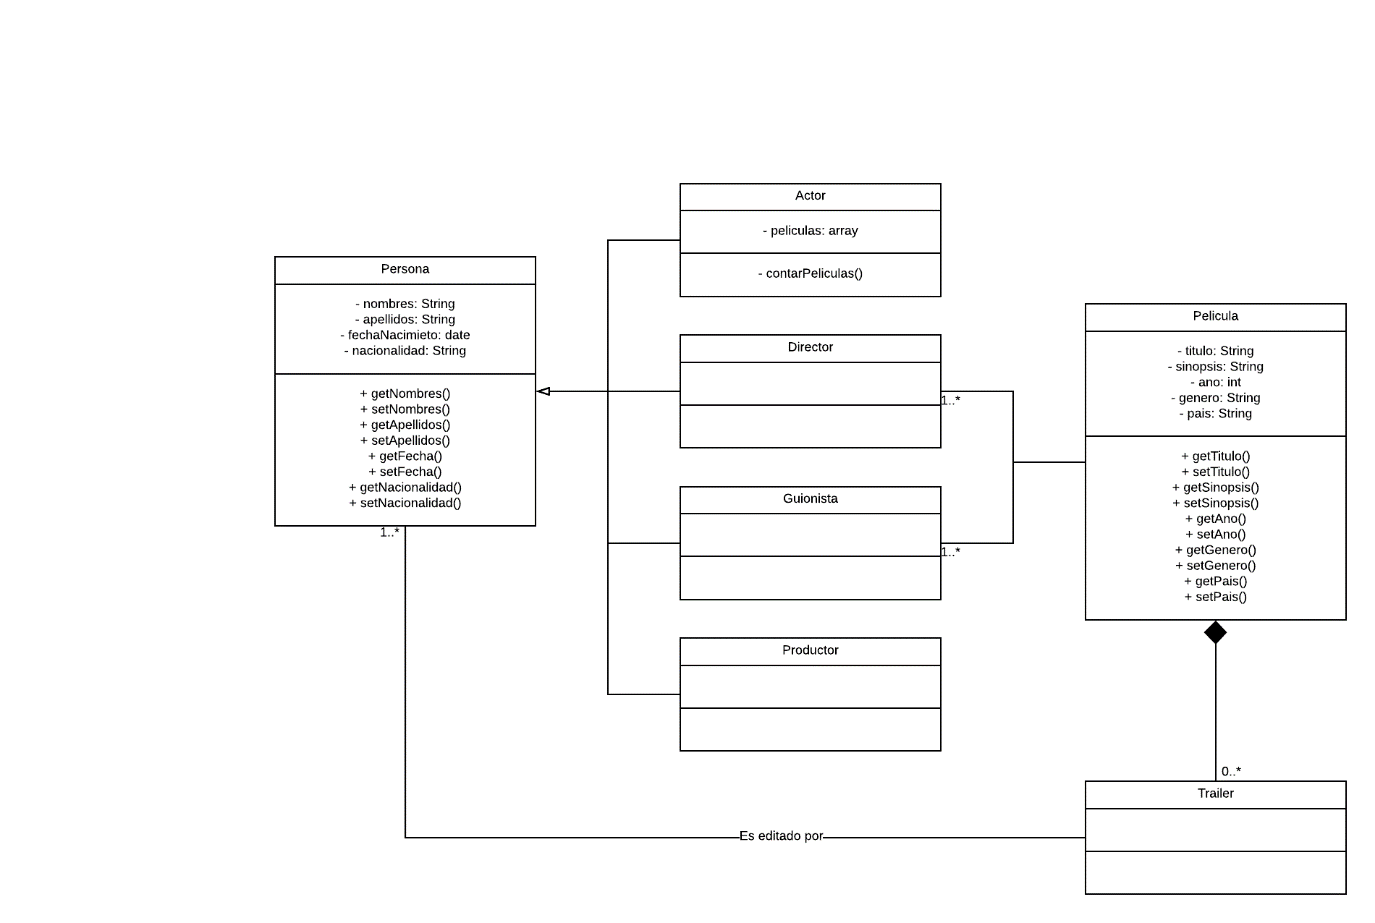 Persona
- nombres: String
- apellidos: String
- fechaNacimieto: date
- nacionalidad: String
+ getNombres()
+ setNombres()
+ getApellidos()
+ setApellidos()
+ getFecha()
+ setFecha()
+ getNacionalidad()
+ setNacionalidad()
1..*
Actor
- peliculas: array
- contarPeliculas()
Director
1..*
Guionista
1..*
Productor
Pelicula
- titulo: String
- sinopsis: String
- ano: int
- genero: String
- pais: String
+ getTitulo()
+ setTitulo()
+ getSinopsis()
+ setSinopsis()
+ getAno()
+ setAno()
+ getGenero()
+ setGenero()
+ getPais()
+ setPais()
0..*
Trailer
Es editado por